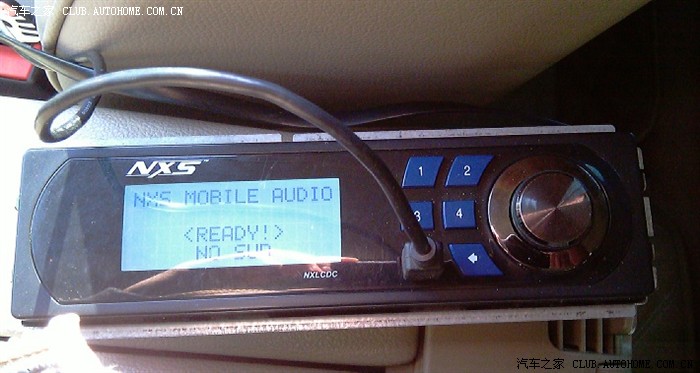 汽车之家 CLUB.AUTOHOME.COM.CN
NXS™
NXS MOBILE AUDIO
<READY!>
NO SUB
NXLCDC
1 2
3 4
汽车之家 CLUB.AUTOHOME.COM.CN